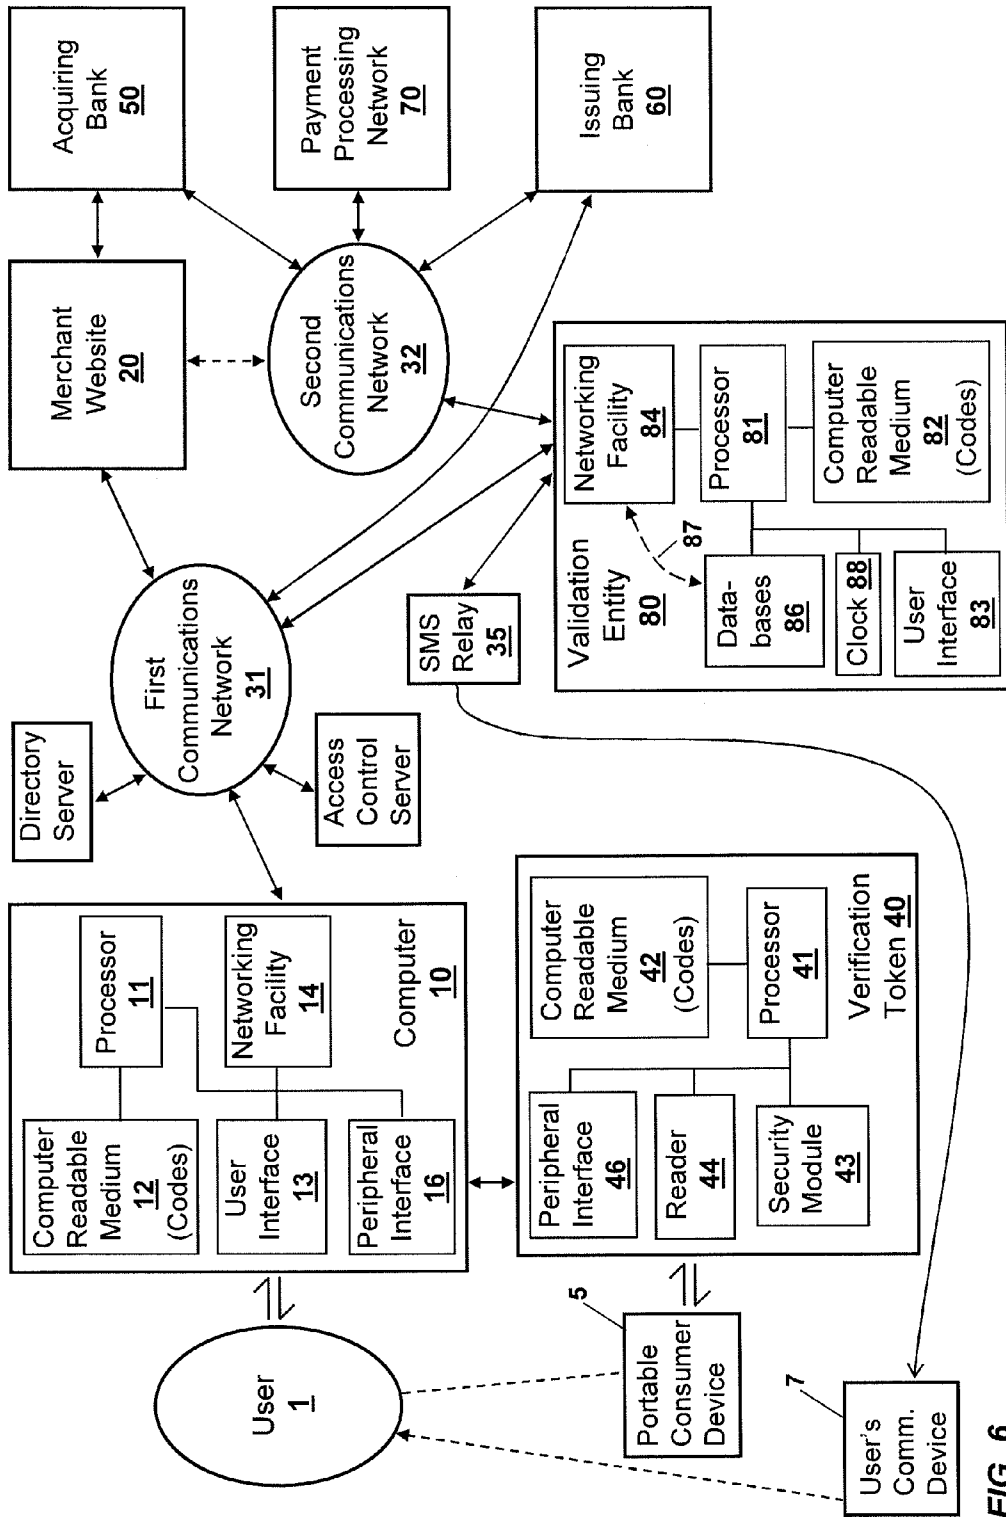 User
1
Computer
Readable
Medium
12
(Codes)
Processor
11
User
Interface
13
Networking
Facility
14
Peripheral
Interface
16
Computer
10
Directory
Server
Access
Control
Server
First
Communications
Network
31
Merchant
Website
20
Acquiring
Bank
50
Second
Communications
Network
32
Payment
Processing
Network
70
Issuing
Bank
60
5
Portable
Consumer
Device
Peripheral
Interface
46
Reader
44
Security
Module
43
Computer
Readable
Medium
42
(Codes)
Processor
41
Verification
Token 40
SMS
Relay
35
Validation
Entity
80
Networking
Facility
84
87
Data-
bases
86
Processor
81
Clock 88
User
Interface
83
Computer
Readable
Medium
82
(Codes)
7
User's
Comm.
Device
FIG. 6